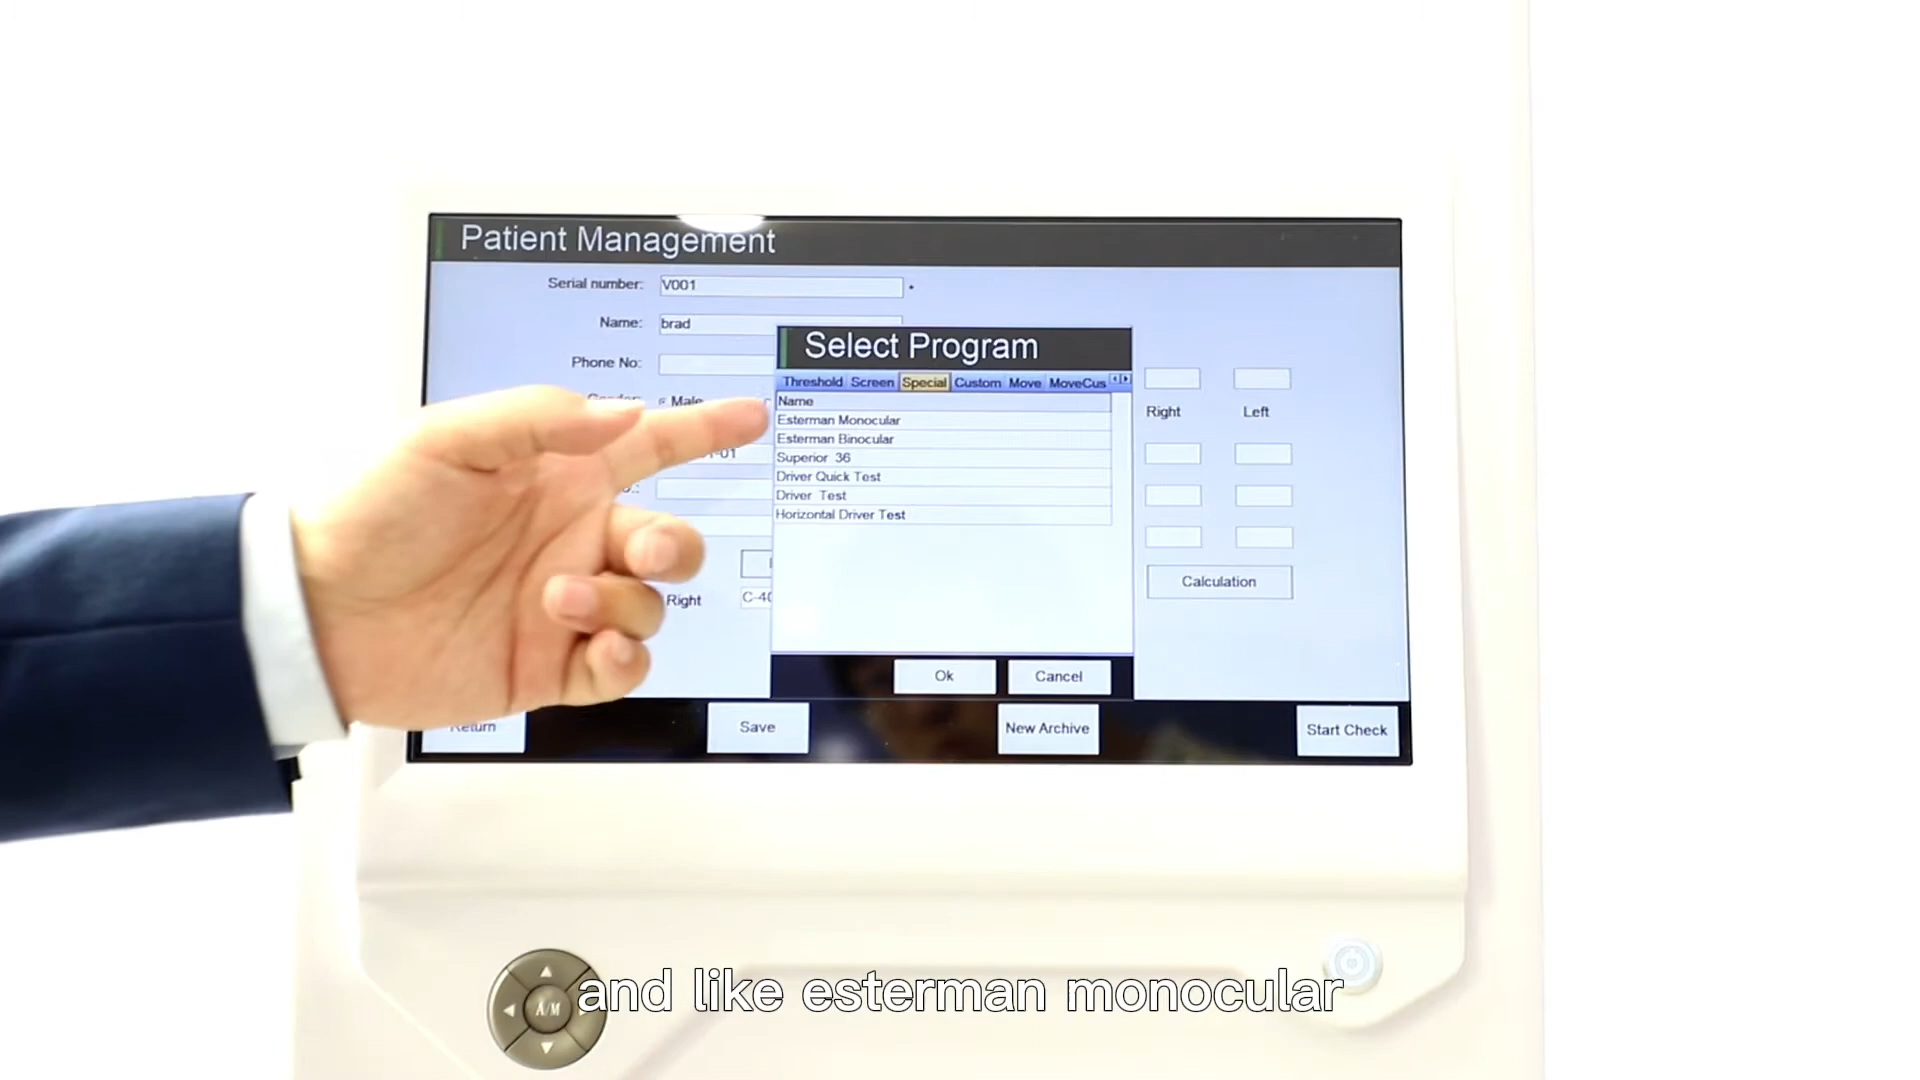 Patient Management
Serial number: V001
Name: brad
Phone No:
Male
Right
C-40
Select Program
Threshold Screen Special Custom Move MoveCus
Name
Esterman Monocular
Esterman Binocular
Superior 36
Driver Quick Test
Driver Test
Horizontal Driver Test
Ok Cancel
Right Left
Calculation
Return Save New Archive Start Check
A/M
and like esterman monocular